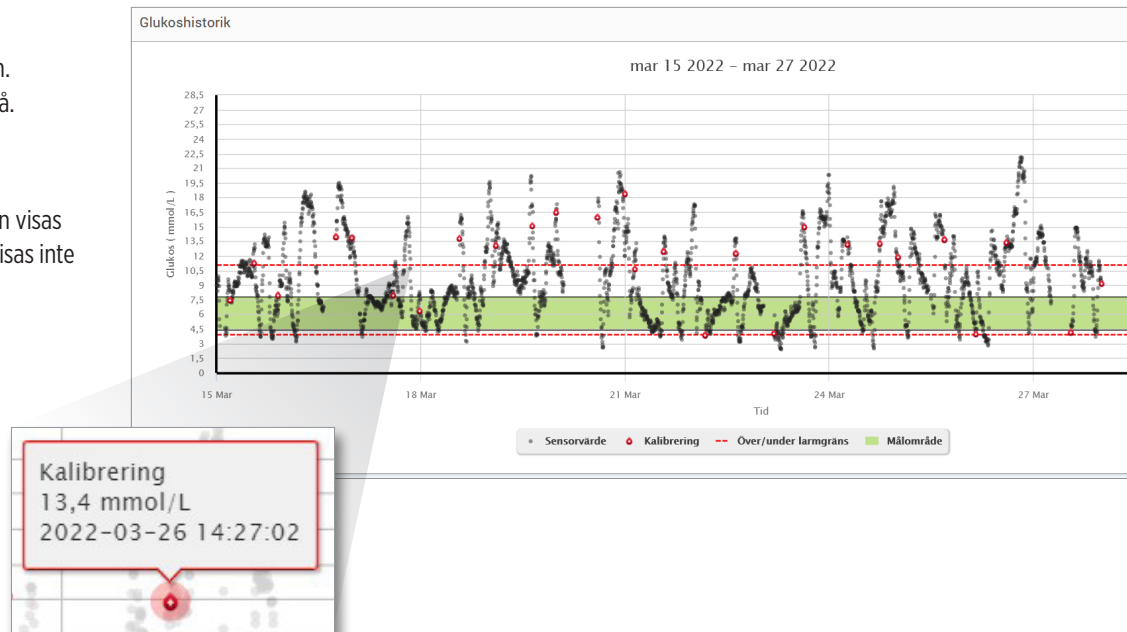 n.
å.
n visas
isas inte
Glukoshistorik
mar 15 2022 – mar 27 2022
Glukos ( mmol /L )
28,5
27
25,5
24
22,5
21
19,5
18
16,5
15
13,5
12
10,5
9
7,5
6
4,5
3
1,5
0
15 Mar
18 Mar
21 Mar
24 Mar
27 Mar
Tid
Sensorvärde Kalibrering Över/under larmgräns Målområde
Kalibrering
13,4 mmol/L
2022-03-26 14:27:02